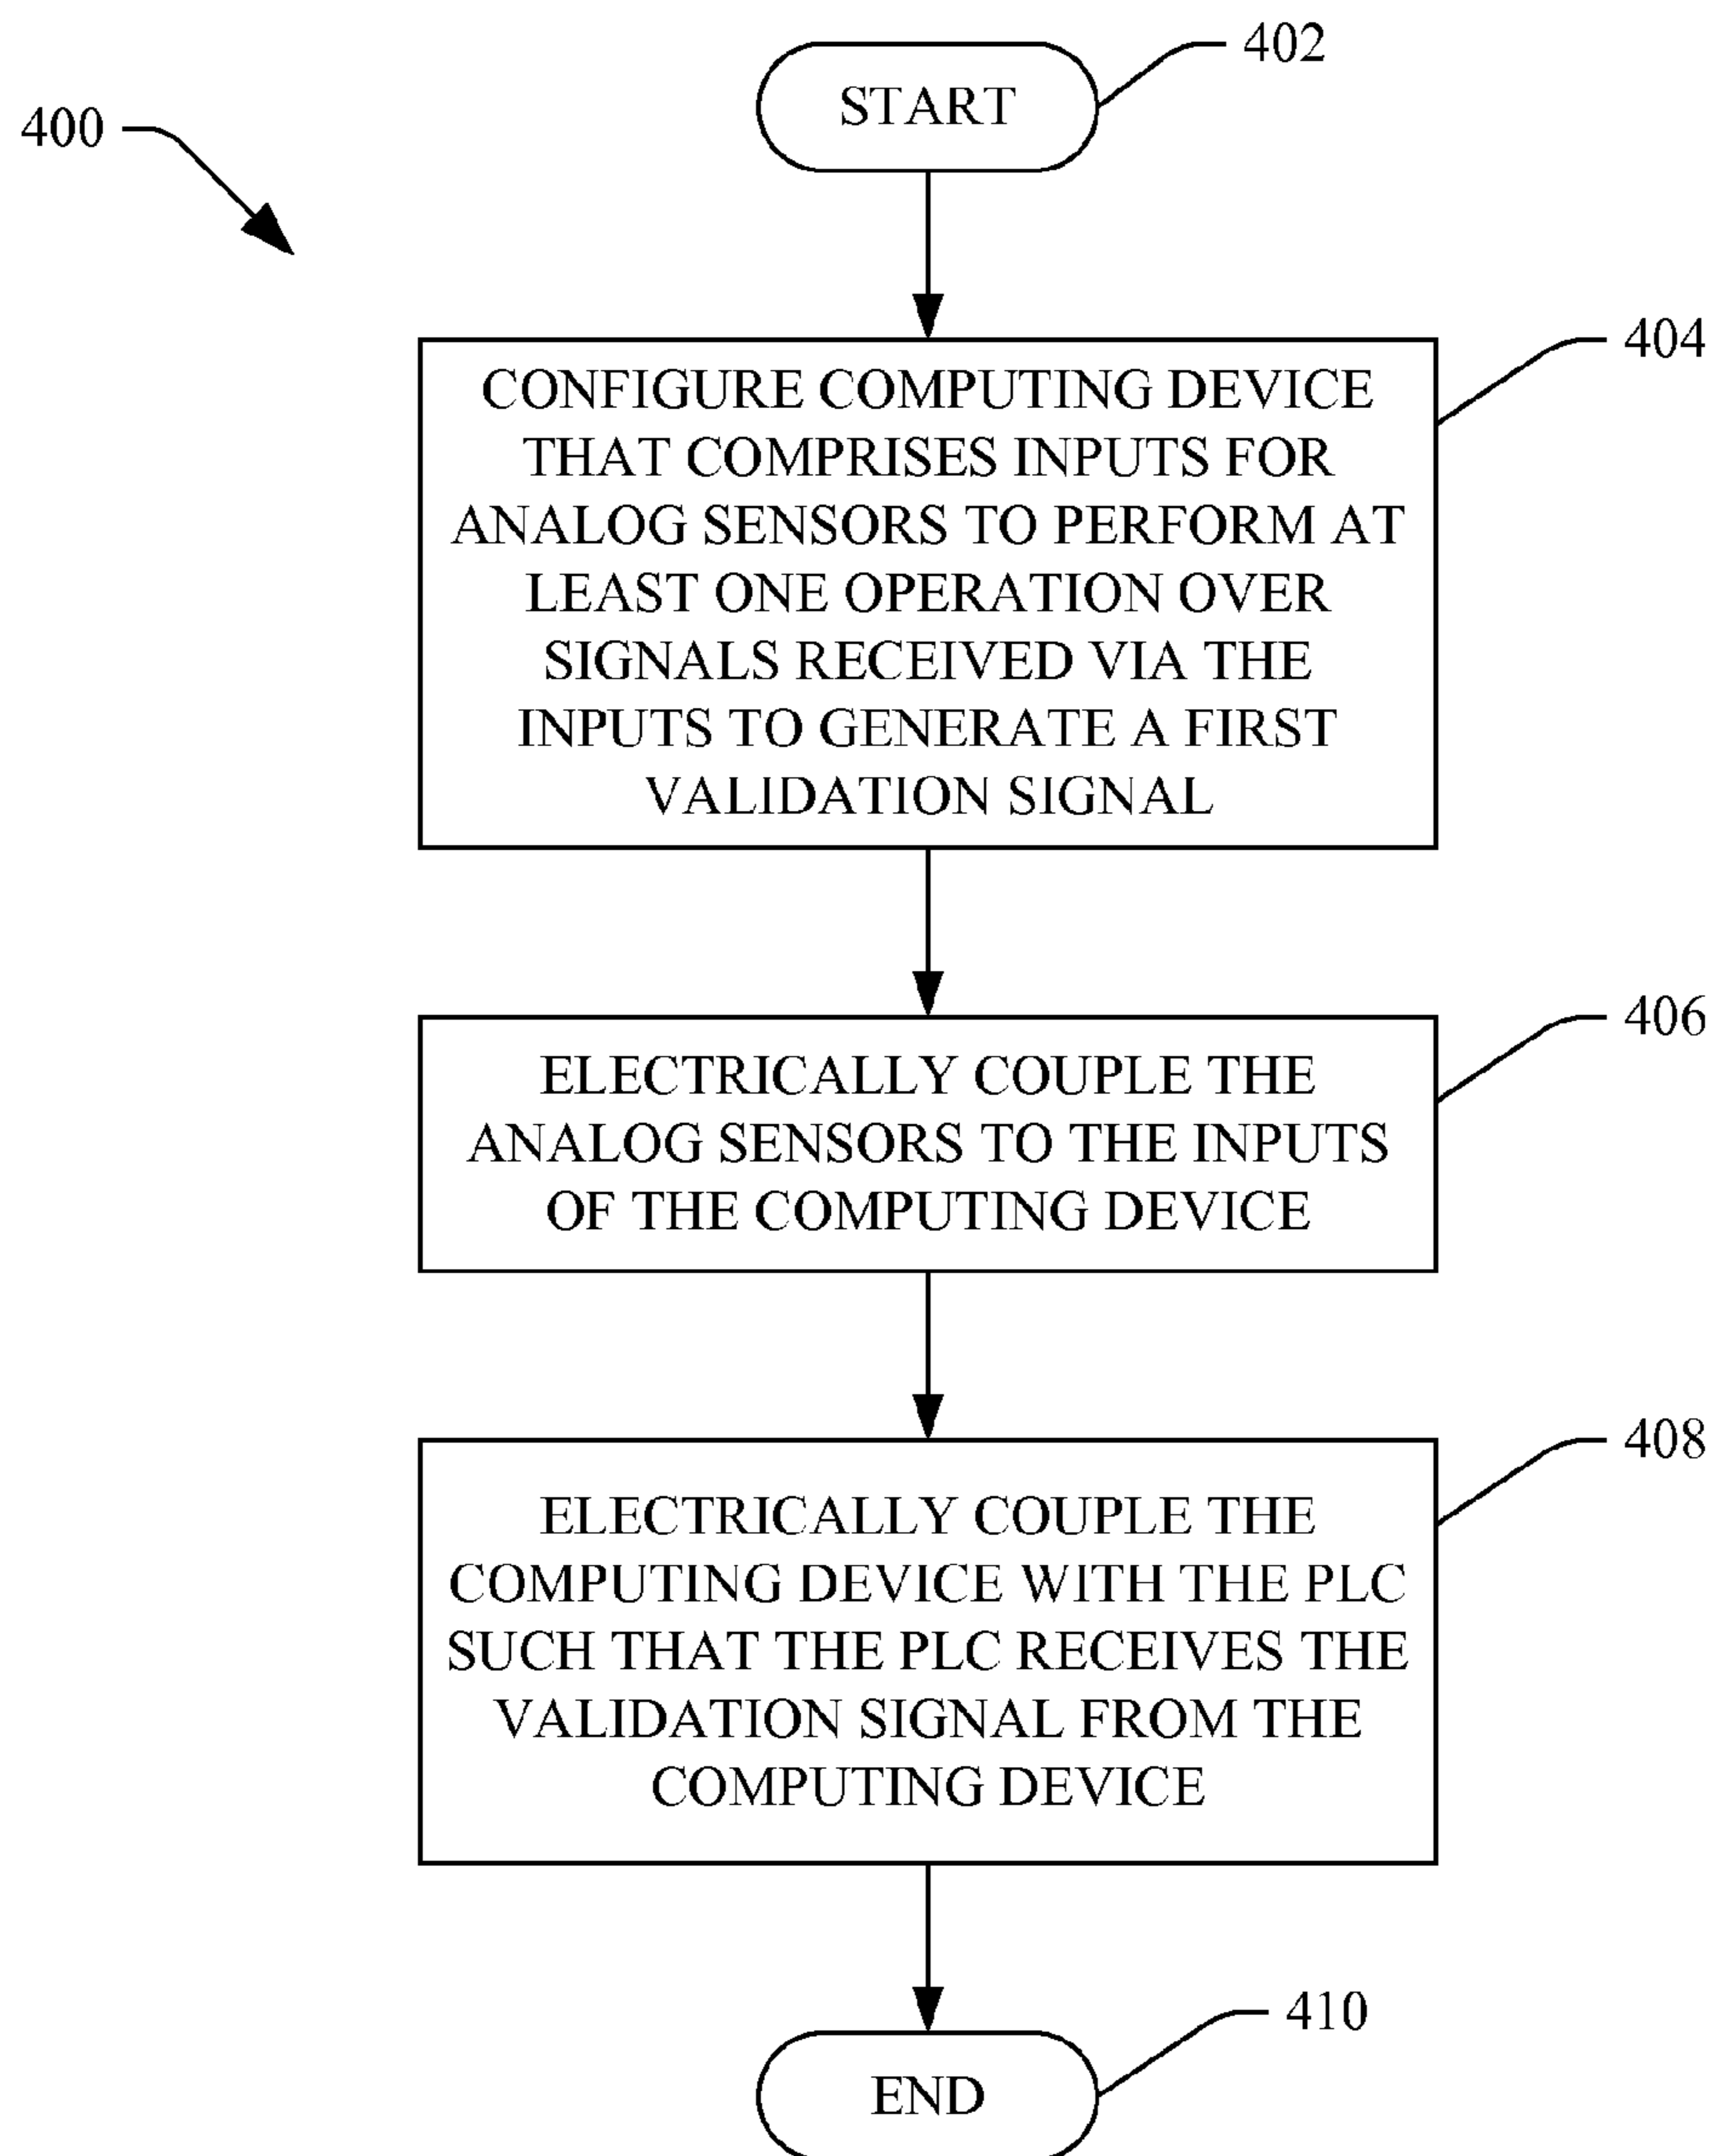 402
START
400
404
CONFIGURE COMPUTING DEVICE
THAT COMPRISES INPUTS FOR
ANALOG SENSORS TO PERFORM AT
LEAST ONE OPERATION OVER
SIGNALS RECEIVED VIA THE
INPUTS TO GENERATE A FIRST
VALIDATION SIGNAL
406
ELECTRICALLY COUPLE THE
ANALOG SENSORS TO THE INPUTS
OF THE COMPUTING DEVICE
408
ELECTRICALLY COUPLE THE
COMPUTING DEVICE WITH THE PLC
SUCH THAT THE PLC RECEIVES THE
VALIDATION SIGNAL FROM THE
COMPUTING DEVICE
410
END